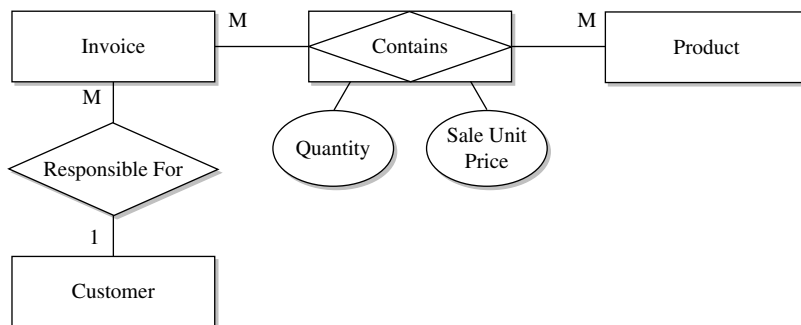 Invoice
M
Contains
M
Product
M
Quantity
Sale Unit
Price
Responsible For
1
Customer